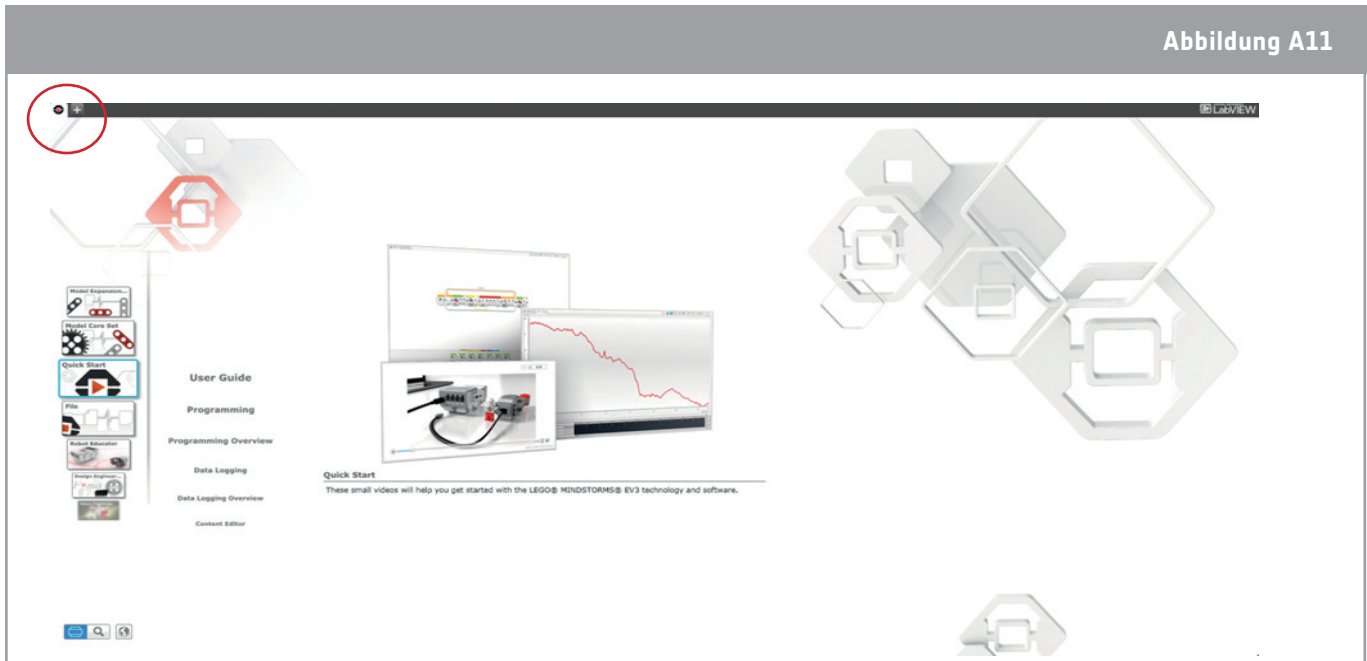 Abbildung A11
LabVIEW
Model Expansion...
Model Core Set
Quick Start
File
Robot Educator
Design Engineer...
User Guide
Programming
Programming Overview
Data Logging
Data Logging Overview
Content Editor
Quick Start
These small videos will help you get started with the LEGO® MINDSTORMS® EV3 technology and software.